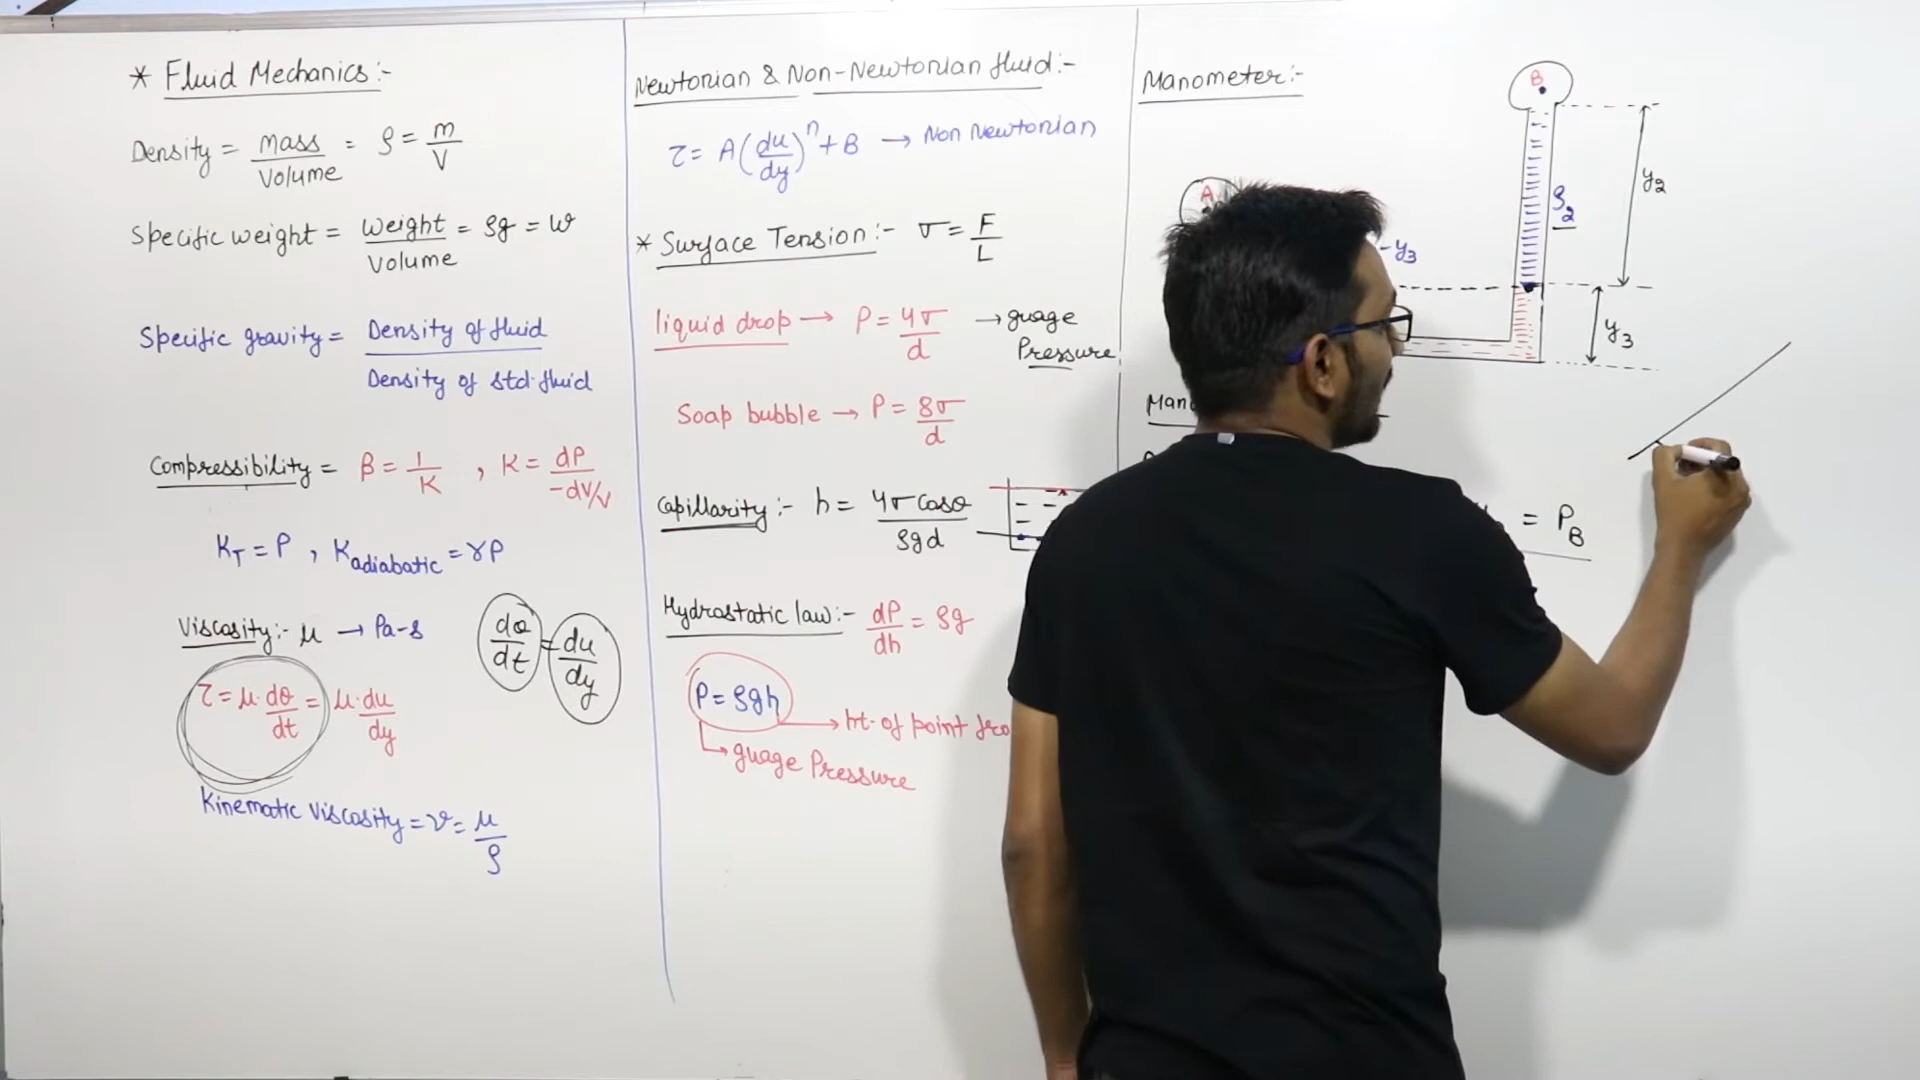 * Fluid Mechanics:-
Density = mass/Volume = ρ = m/V
Specific weight = weight/Volume = ρg = w
Specific gravity = Density of fluid/Density of std. fluid
Compressibility = β = 1/K , K = dP/-dV/V
K_T = P , K_adiabatic = γP
Viscosity:- μ → Pa-s
dθ/dt = du/dy
τ = μ·dθ/dt = μ·du/dy
Kinematic Viscosity = ν = μ/ρ
Newtonian & Non-Newtonian fluid:-
τ = A(du/dy)^n + B → Non Newtonian
* Surface Tension:- σ = F/L
liquid drop → P = 4σ/d → guage Pressure
Soap bubble → P = 8σ/d
Capillarity:- h = 4σ cosθ/ρgd
Hydrostatic law:- dP/dh = ρg
P = ρgh
→ ht. of point
→ guage Pressure
Manometer:-
B
A
y2
ρ2
-y3
y3
= P_B